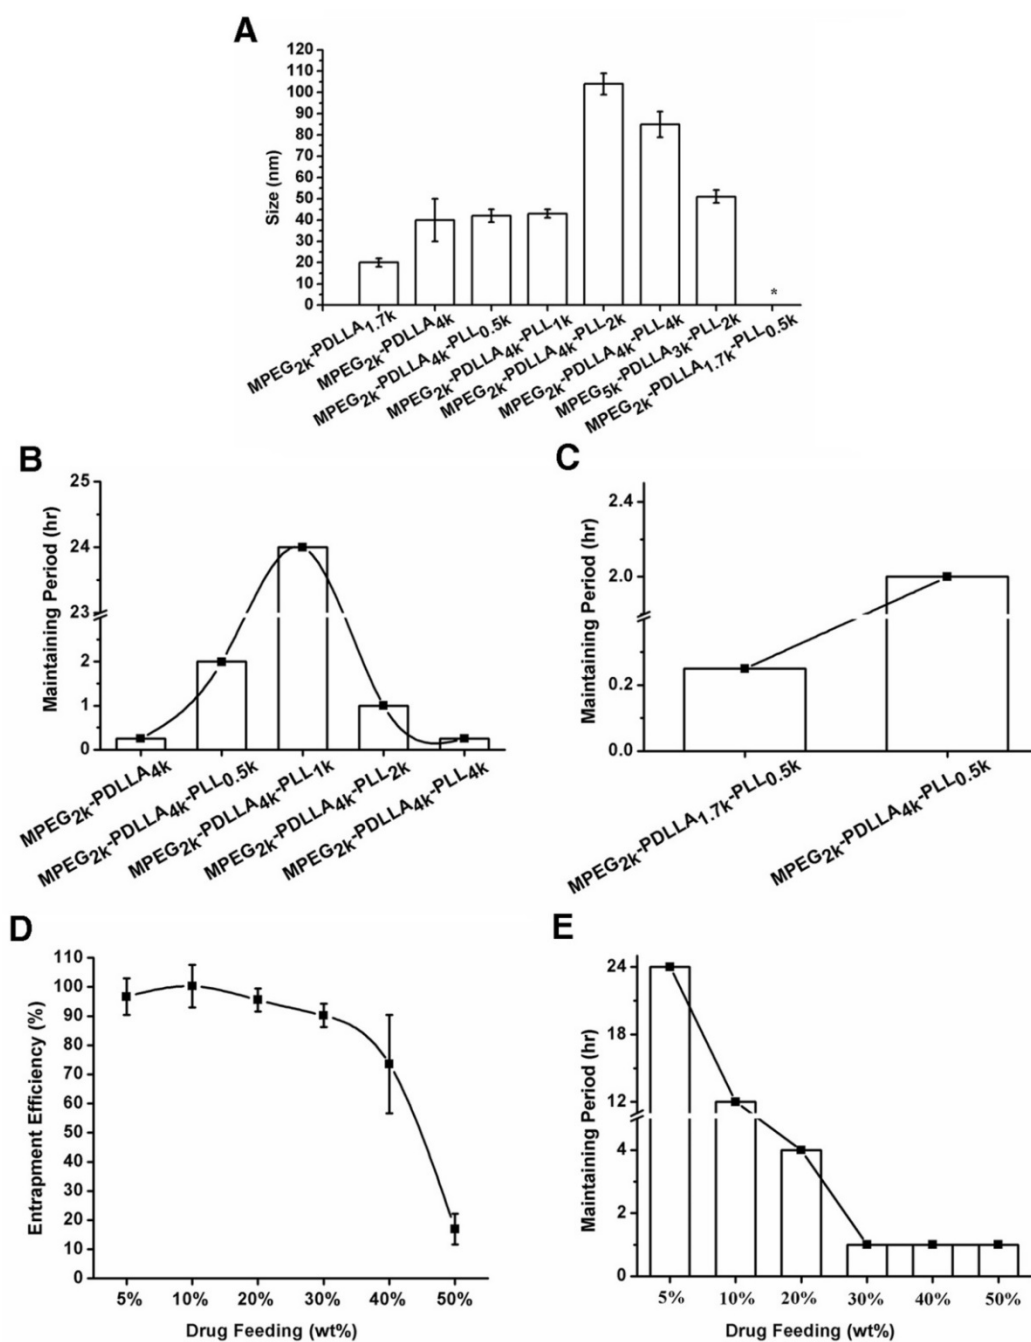 A
120
110
100
90
80
70
60
50
40
30
20
10
0
Size (nm)
*
MPEG2k-PDLLA1.7k
MPEG2k-PDLLA4k
MPEG2k-PDLLA4k-PLL0.5k
MPEG2k-PDLLA4k-PLL1k
MPEG2k-PDLLA4k-PLL2k
MPEG2k-PDLLA4k-PLL4k
MPEG5k-PDLLA3k-PLL2k
MPEG2k-PDLLA1.7k-PLL0.5k
B
25
24
23
2
1
0
Maintaining Period (hr)
MPEG2k-PDLLA4k
MPEG2k-PDLLA4k-PLL0.5k
MPEG2k-PDLLA4k-PLL1k
MPEG2k-PDLLA4k-PLL2k
MPEG2k-PDLLA4k-PLL4k
C
2.4
2.0
0.2
0.0
Maintaining Period (hr)
MPEG2k-PDLLA1.7k-PLL0.5k
MPEG2k-PDLLA4k-PLL0.5k
D
110
100
90
80
70
60
50
40
30
20
10
0
Entrapment Efficiency (%)
5% 10% 20% 30% 40% 50%
Drug Feeding (wt%)
E
24
18
12
4
2
0
Maintaining Period (hr)
5% 10% 20% 30% 40% 50%
Drug Feeding (wt%)